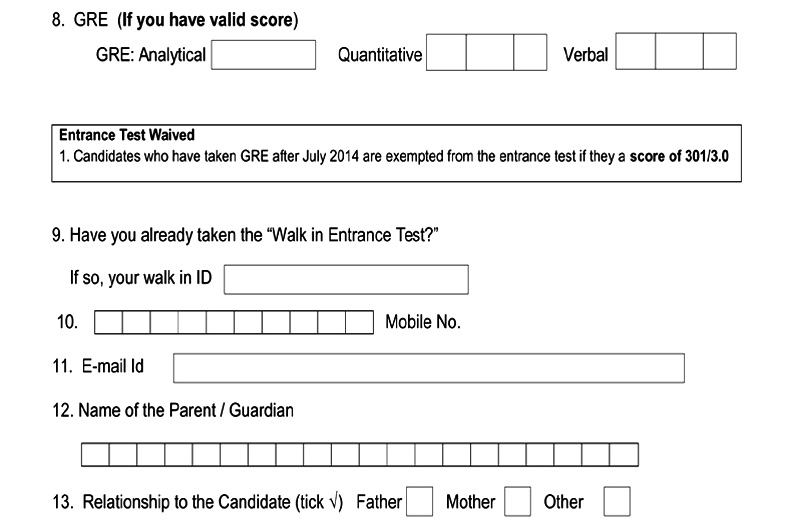 8. GRE (If you have valid score)
GRE: Analytical Quantitative Verbal
Entrance Test Waived
1. Candidates who have taken GRE after July 2014 are exempted from the entrance test if they a score of 301/3.0
9. Have you already taken the “Walk in Entrance Test?”
If so, your walk in ID
10. Mobile No.
11. E-mail Id
12. Name of the Parent / Guardian
13. Relationship to the Candidate (tick √) Father Mother Other